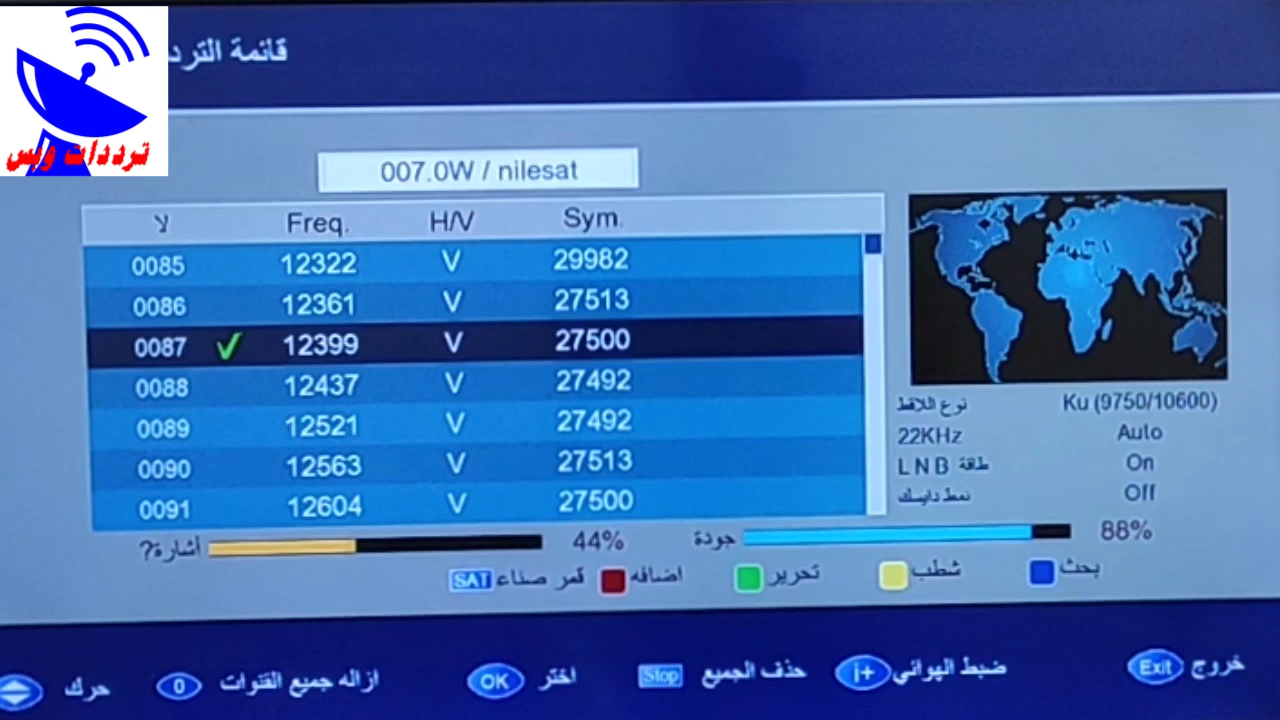 قائمة الترد
ترددات ويس
007.0W / nilesat
لا Freq. H/V Sym.
0085 12322 V 29982
0086 12361 V 27513
0087 12399 V 27500
0088 12437 V 27492
0089 12521 V 27492
0090 12563 V 27513
0091 12604 V 27500
نوع اللاقط Ku (9750/10600)
22KHz Auto
طاقة LNB On
نمط دايسك Off
أشارة? 44% جودة 88%
SAT قمر صناع اضافه تحرير شطب بحث
حرك 0 ازاله جميع القنوات OK اختر Stop حذف الجميع i+ ضبط الهوائي Exit خروج